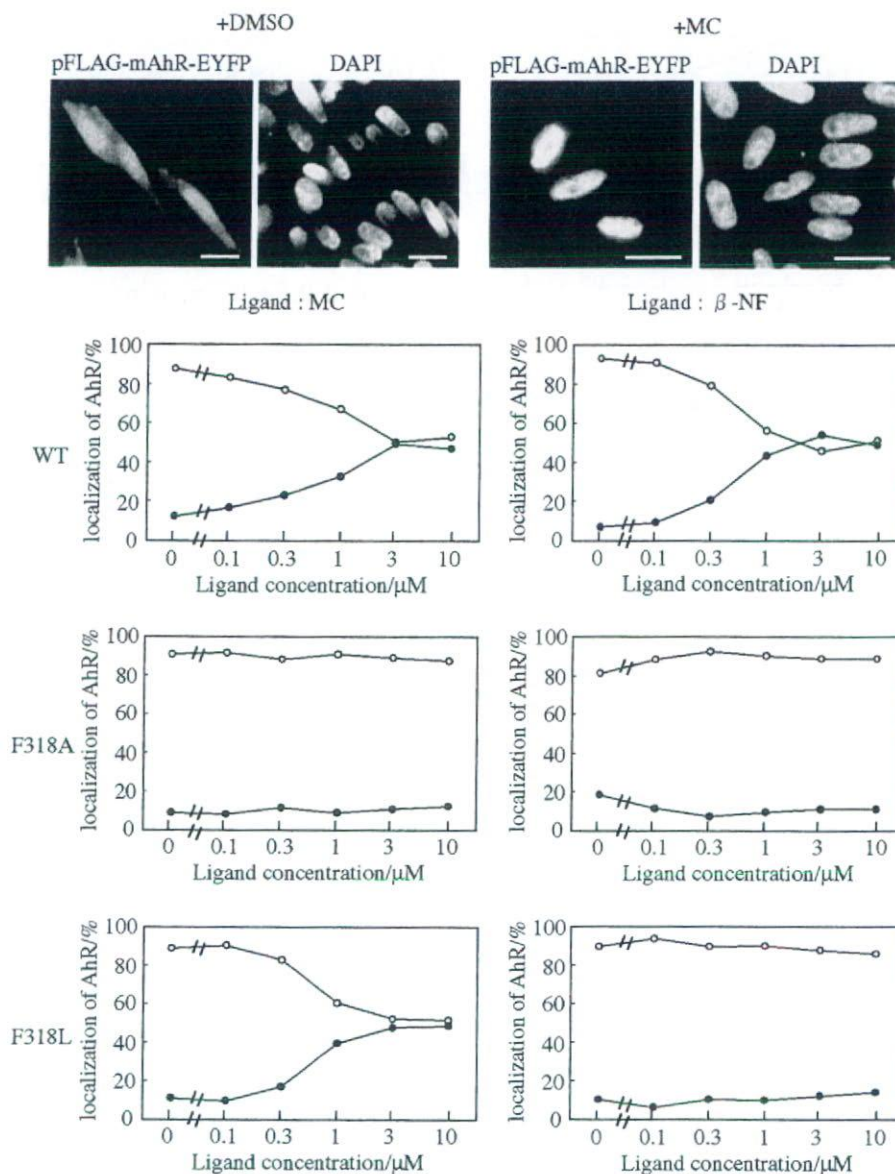 +DMSO +MC
pFLAG-mAhR-EYFP DAPI pFLAG-mAhR-EYFP DAPI
Ligand : MC Ligand : β-NF
WT
localization of AhR/%
100
80
60
40
20
0
0 0.1 0.3 1 3 10
Ligand concentration/μM
localization of AhR/%
100
80
60
40
20
0
0 0.1 0.3 1 3 10
Ligand concentration/μM
F318A
localization of AhR/%
100
80
60
40
20
0
0 0.1 0.3 1 3 10
Ligand concentration/μM
localization of AhR/%
100
80
60
40
20
0
0 0.1 0.3 1 3 10
Ligand concentration/μM
F318L
localization of AhR/%
100
80
60
40
20
0
0 0.1 0.3 1 3 10
Ligand concentration/μM
localization of AhR/%
100
80
60
40
20
0
0 0.1 0.3 1 3 10
Ligand concentration/μM